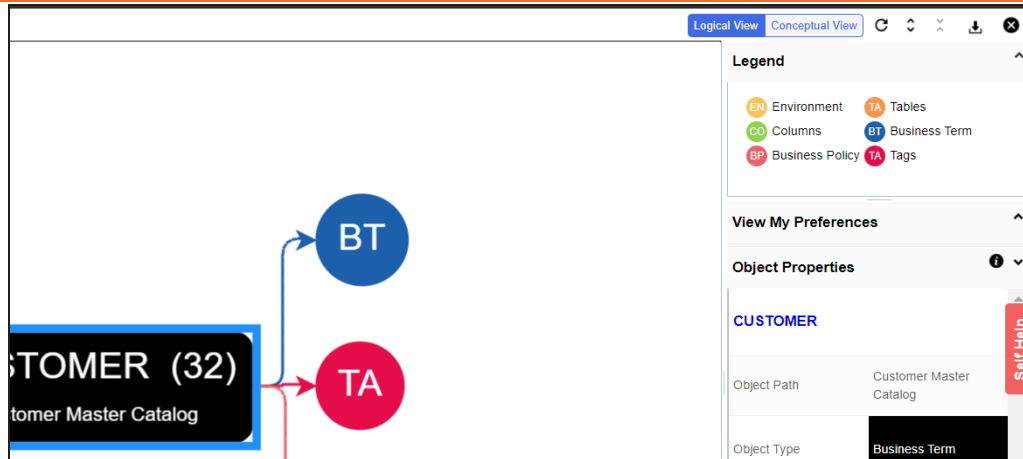 Logical View Conceptual View
Legend
EN Environment TA Tables
CO Columns BT Business Term
BP Business Policy TA Tags
View My Preferences
Object Properties
CUSTOMER
Object Path Customer Master
Catalog
Object Type Business Term
Self Help
BT
STOMER (32)
tomer Master Catalog
TA